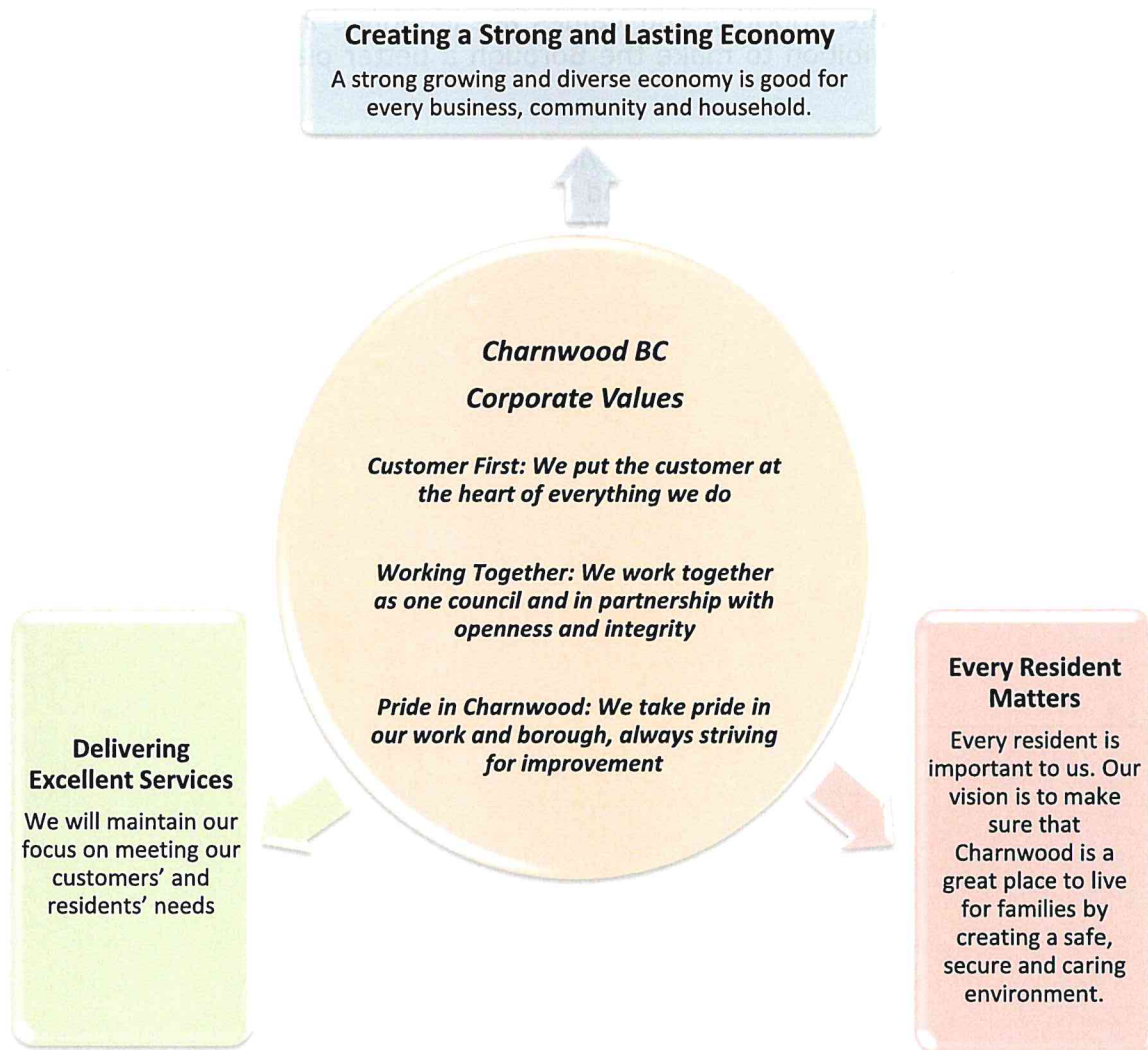 Creating a Strong and Lasting Economy
A strong growing and diverse economy is good for
every business, community and household.
Charnwood BC
Corporate Values
Customer First: We put the customer at
the heart of everything we do
Working Together: We work together
as one council and in partnership with
openness and integrity
Pride in Charnwood: We take pride in
our work and borough, always striving
for improvement
Delivering
Excellent Services
We will maintain our
focus on meeting our
customers’ and
residents’ needs
Every Resident
Matters
Every resident is
important to us. Our
vision is to make
sure that
Charnwood is a
great place to live
for families by
creating a safe,
secure and caring
environment.